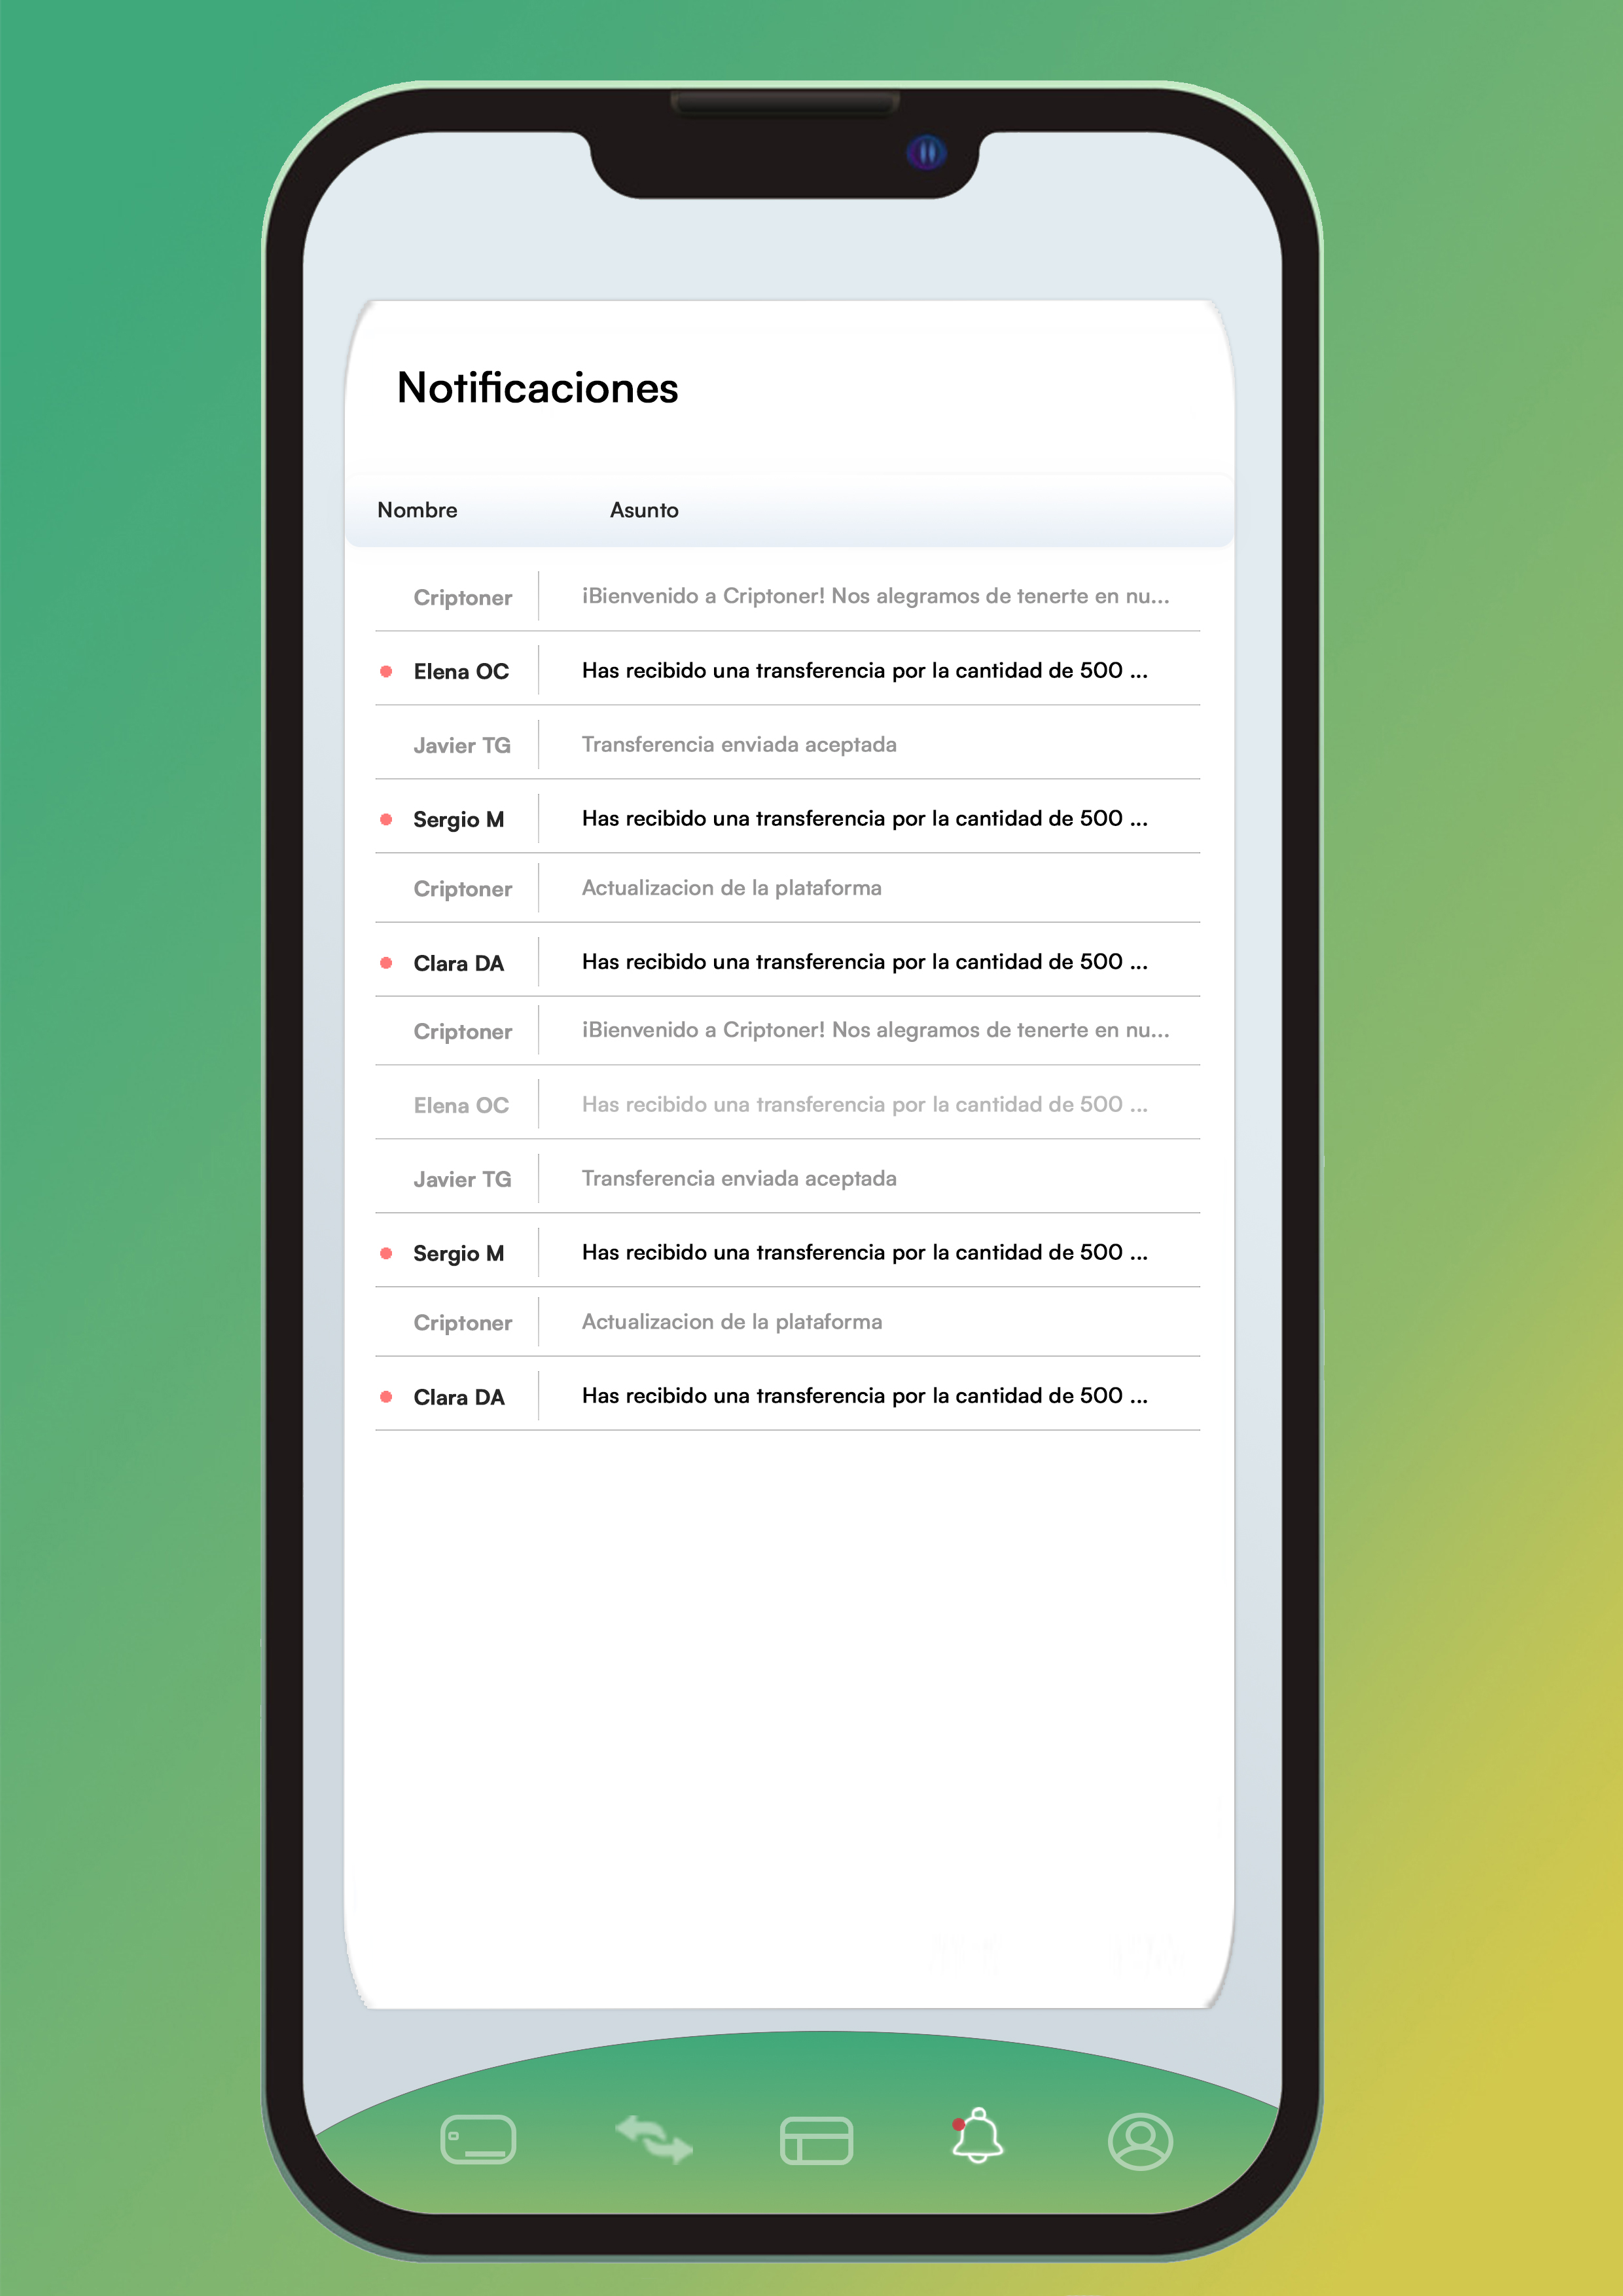 Notificaciones
Nombre Asunto
Criptoner ¡Bienvenido a Criptoner! Nos alegramos de tenerte en nu...
Elena OC Has recibido una transferencia por la cantidad de 500 ...
Javier TG Transferencia enviada aceptada
Sergio M Has recibido una transferencia por la cantidad de 500 ...
Criptoner Actualizacion de la plataforma
Clara DA Has recibido una transferencia por la cantidad de 500 ...
Criptoner ¡Bienvenido a Criptoner! Nos alegramos de tenerte en nu...
Elena OC Has recibido una transferencia por la cantidad de 500 ...
Javier TG Transferencia enviada aceptada
Sergio M Has recibido una transferencia por la cantidad de 500 ...
Criptoner Actualizacion de la plataforma
Clara DA Has recibido una transferencia por la cantidad de 500 ...